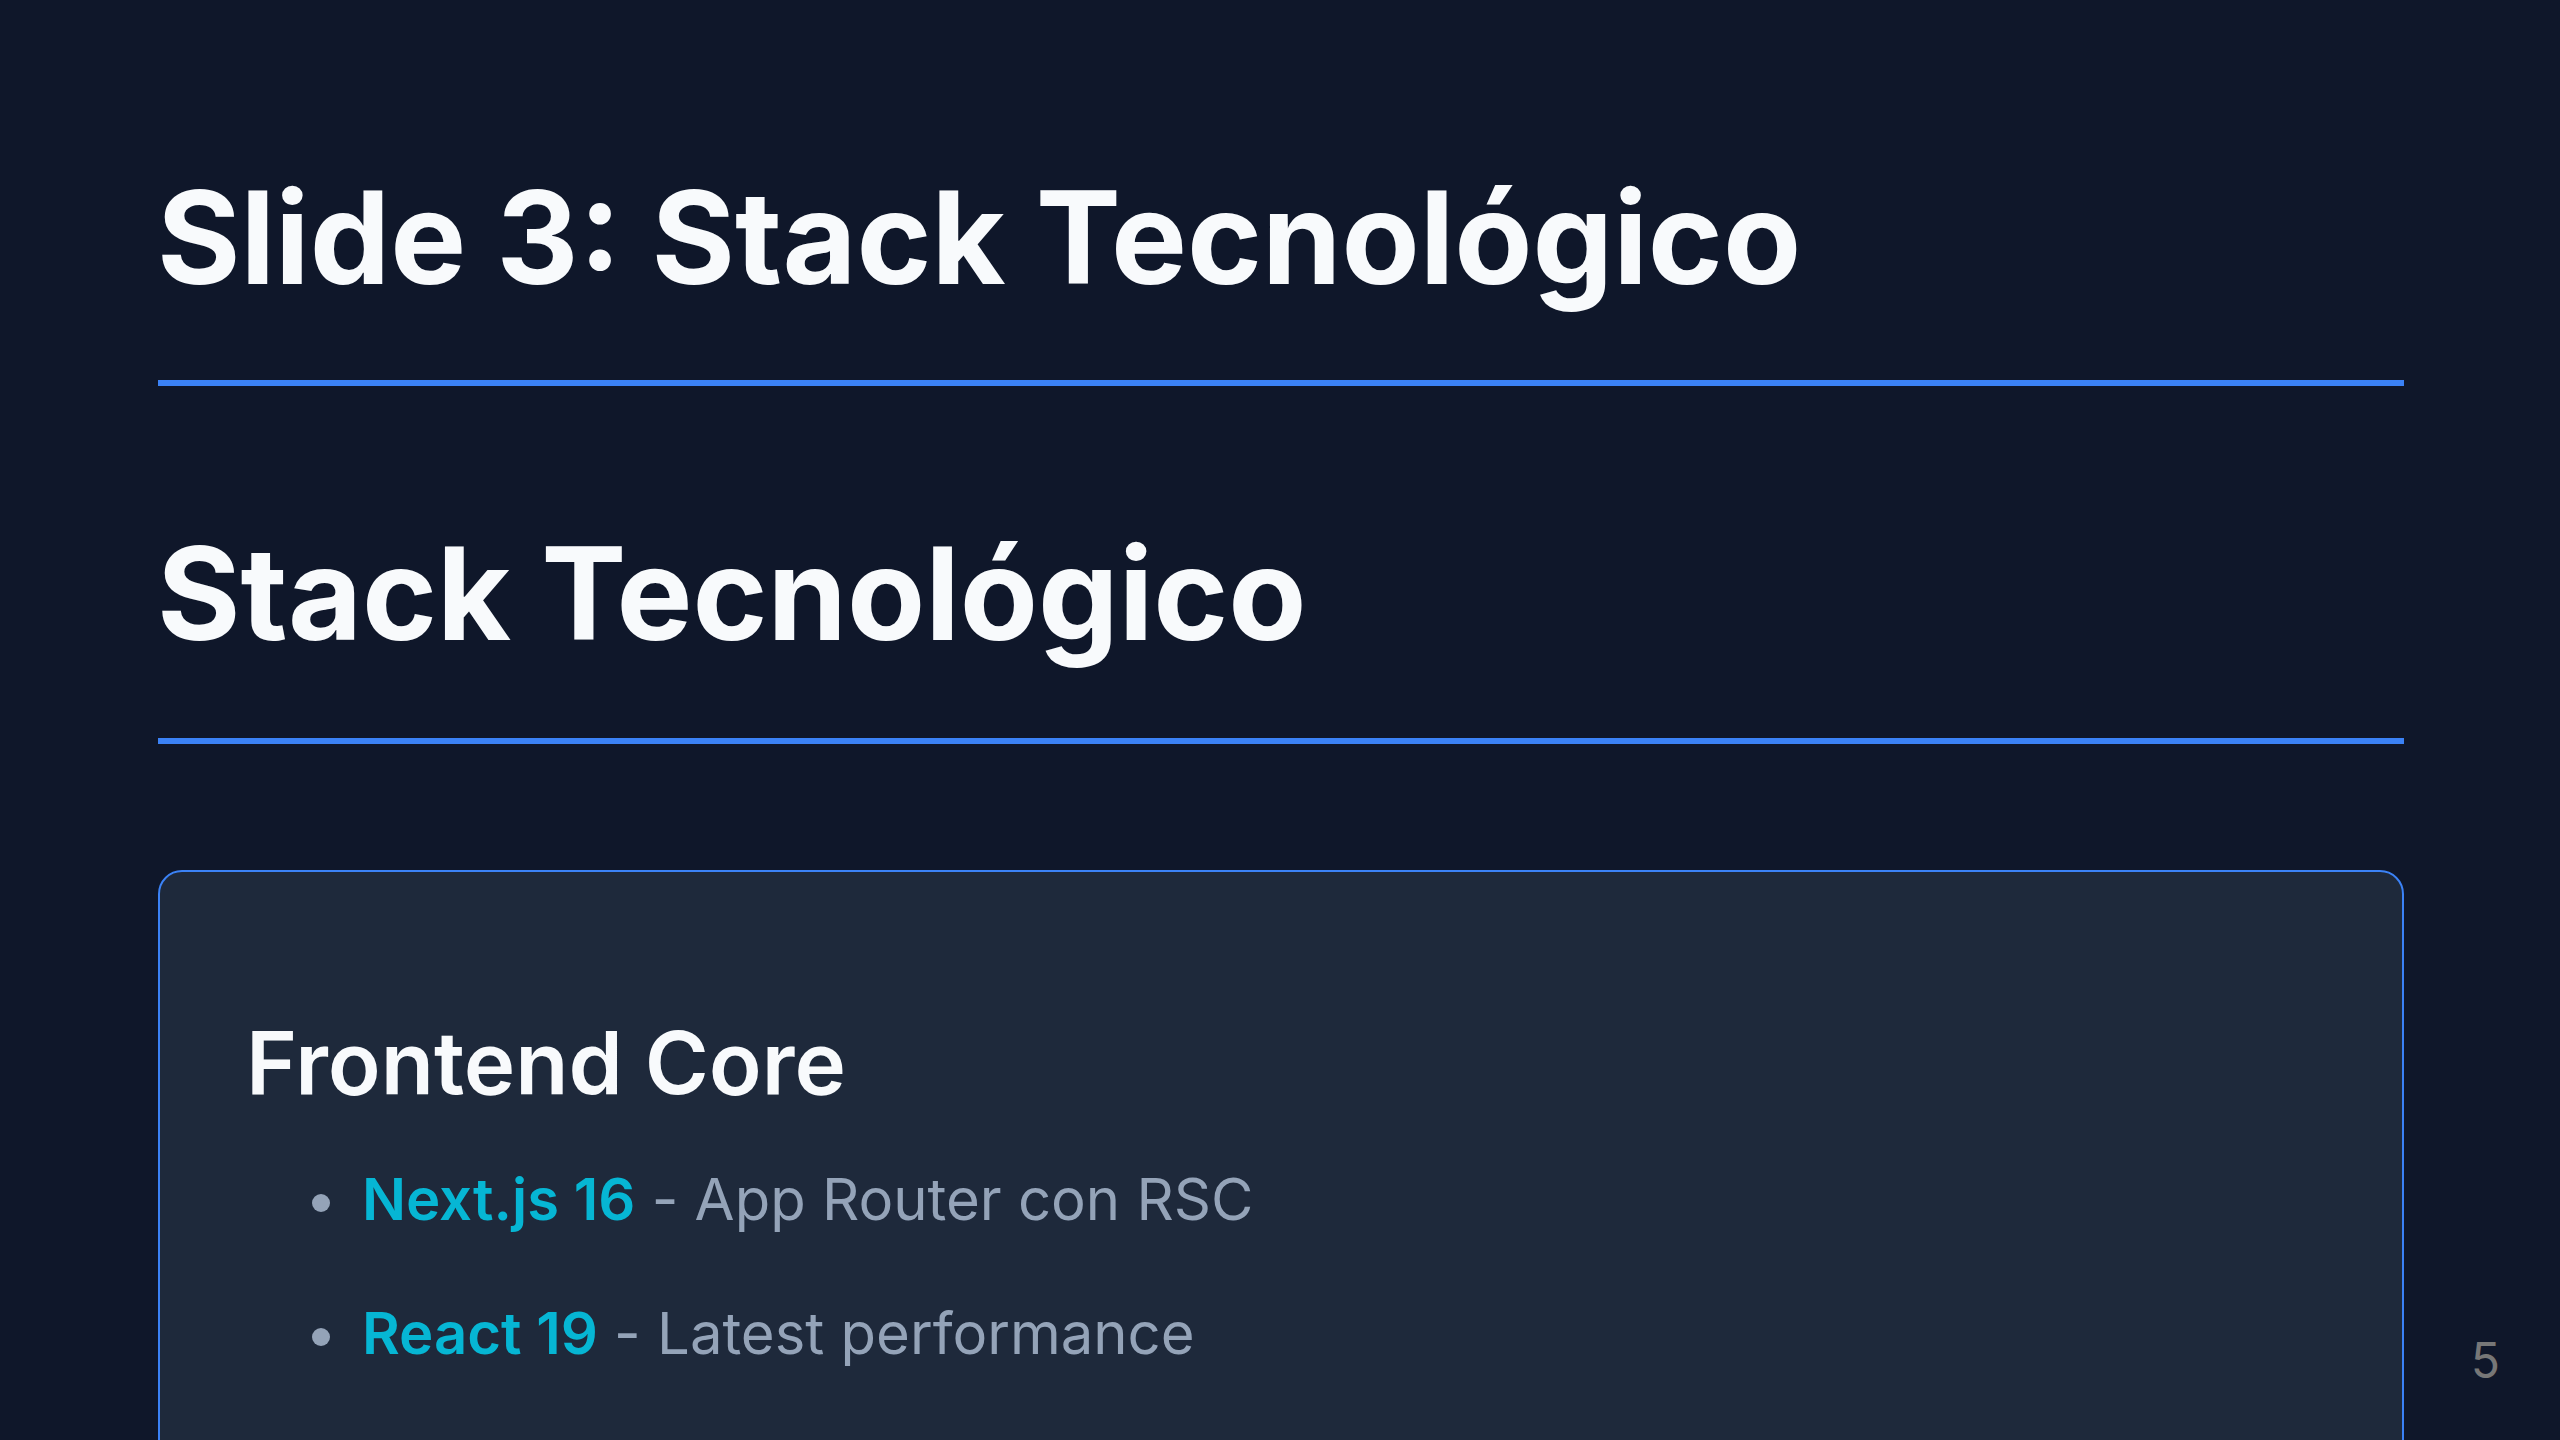 Slide 3: Stack Tecnológico
Stack Tecnológico
Frontend Core
• Next.js 16 - App Router con RSC
• React 19 - Latest performance
5